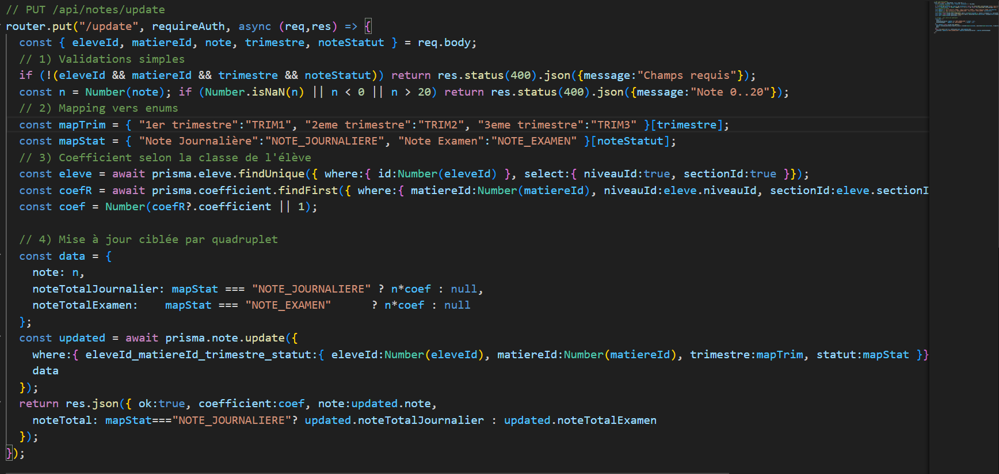 // PUT /api/notes/update
router.put("/update", requireAuth, async (req,res) => {
  const { eleveId, matiereId, note, trimestre, noteStatut } = req.body;
  // 1) Validations simples
  if (!(eleveId && matiereId && trimestre && noteStatut)) return res.status(400).json({message:"Champs requis"});
  const n = Number(note); if (Number.isNaN(n) || n < 0 || n > 20) return res.status(400).json({message:"Note 0..20"});
  // 2) Mapping vers enums
  const mapTrim = { "1er trimestre":"TRIM1", "2eme trimestre":"TRIM2", "3eme trimestre":"TRIM3" }[trimestre];
  const mapStat = { "Note Journalière":"NOTE_JOURNALIERE", "Note Examen":"NOTE_EXAMEN" }[noteStatut];
  // 3) Coefficient selon la classe de l'élève
  const eleve = await prisma.eleve.findUnique({ where:{ id:Number(eleveId) }, select:{ niveauId:true, sectionId:true }});
  const coefR = await prisma.coefficient.findFirst({ where:{ matiereId:Number(matiereId), niveauId:eleve.niveauId, sectionId:eleve.sectionI
  const coef = Number(coefR?.coefficient || 1);

  // 4) Mise à jour ciblée par quadruplet
  const data = {
    note: n,
    noteTotalJournalier: mapStat === "NOTE_JOURNALIERE" ? n*coef : null,
    noteTotalExamen:    mapStat === "NOTE_EXAMEN"      ? n*coef : null
  };
  const updated = await prisma.note.update({
    where:{ eleveId_matiereId_trimestre_statut:{ eleveId:Number(eleveId), matiereId:Number(matiereId), trimestre:mapTrim, statut:mapStat }}
    data
  });
  return res.json({ ok:true, coefficient:coef, note:updated.note,
    noteTotal: mapStat==="NOTE_JOURNALIERE"? updated.noteTotalJournalier : updated.noteTotalExamen
  });
});